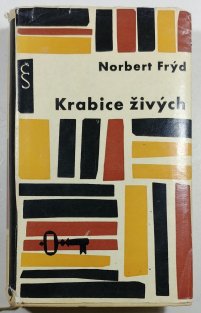 ČS
Norbert Frýd
Krabice živých